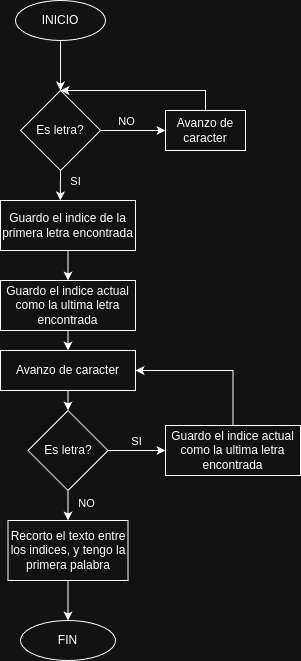 INICIO
Es letra?
NO
Avanzo de
caracter
SI
Guardo el indice de la
primera letra encontrada
Guardo el indice actual
como la ultima letra
encontrada
Avanzo de caracter
Es letra?
SI
Guardo el indice actual
como la ultima letra
encontrada
NO
Recorto el texto entre
los indices, y tengo la
primera palabra
FIN